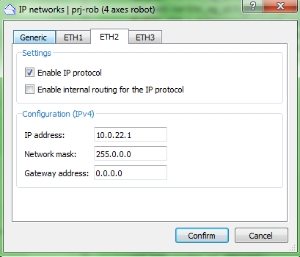 IP networks | prj-rob (4 axes robot)
Generic ETH1 ETH2 ETH3
Settings
Enable IP protocol
Enable internal routing for the IP protocol
Configuration (IPv4)
IP address: 10.0.22.1
Network mask: 255.0.0.0
Gateway address: 0.0.0.0
Confirm Cancel